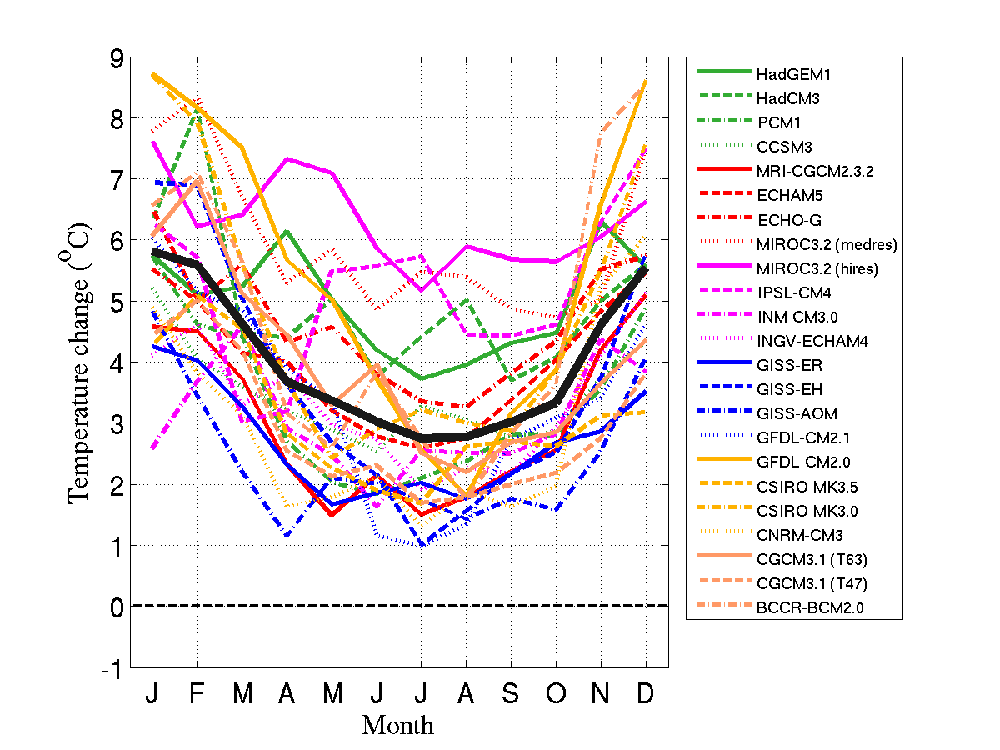 9
8
7
6
5
4
3
2
1
0
-1
Temperature change (°C)
J F M A M J J A S O N D
Month
HadGEM1
HadCM3
PCM1
CCSM3
MRI-CGCM2.3.2
ECHAM5
ECHO-G
MIROC3.2 (medres)
MIROC3.2 (hires)
IPSL-CM4
INM-CM3.0
INGV-ECHAM4
GISS-ER
GISS-EH
GISS-AOM
GFDL-CM2.1
GFDL-CM2.0
CSIRO-MK3.5
CSIRO-MK3.0
CNRM-CM3
CGCM3.1 (T63)
CGCM3.1 (T47)
BCCR-BCM2.0